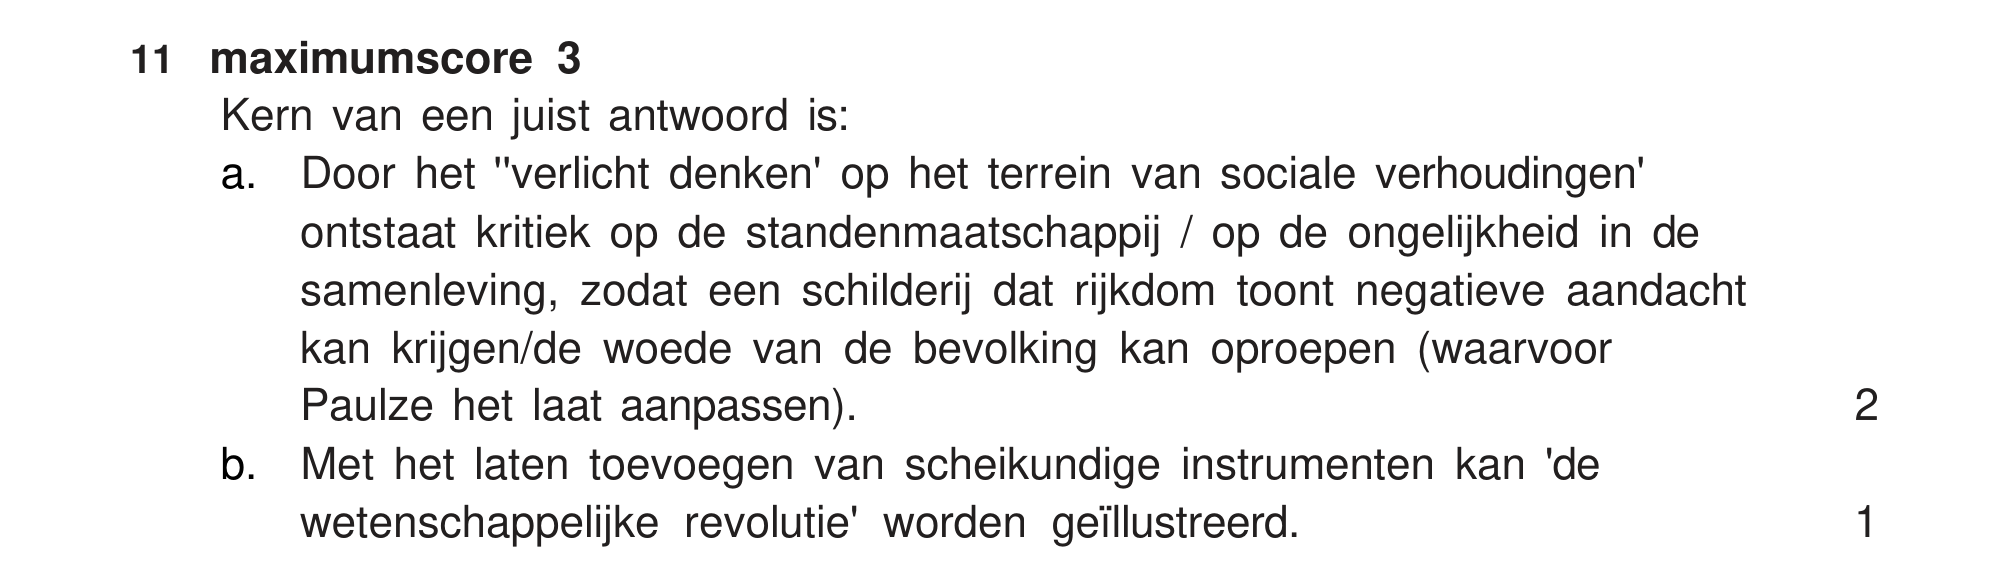 11 maximumscore 3
Kern van een juist antwoord is:
a. Door het ''verlicht denken' op het terrein van sociale verhoudingen'
ontstaat kritiek op de standenmaatschappij / op de ongelijkheid in de
samenleving, zodat een schilderij dat rijkdom toont negatieve aandacht
kan krijgen/de woede van de bevolking kan oproepen (waarvoor
Paulze het laat aanpassen). 2
b. Met het laten toevoegen van scheikundige instrumenten kan 'de
wetenschappelijke revolutie' worden geïllustreerd. 1